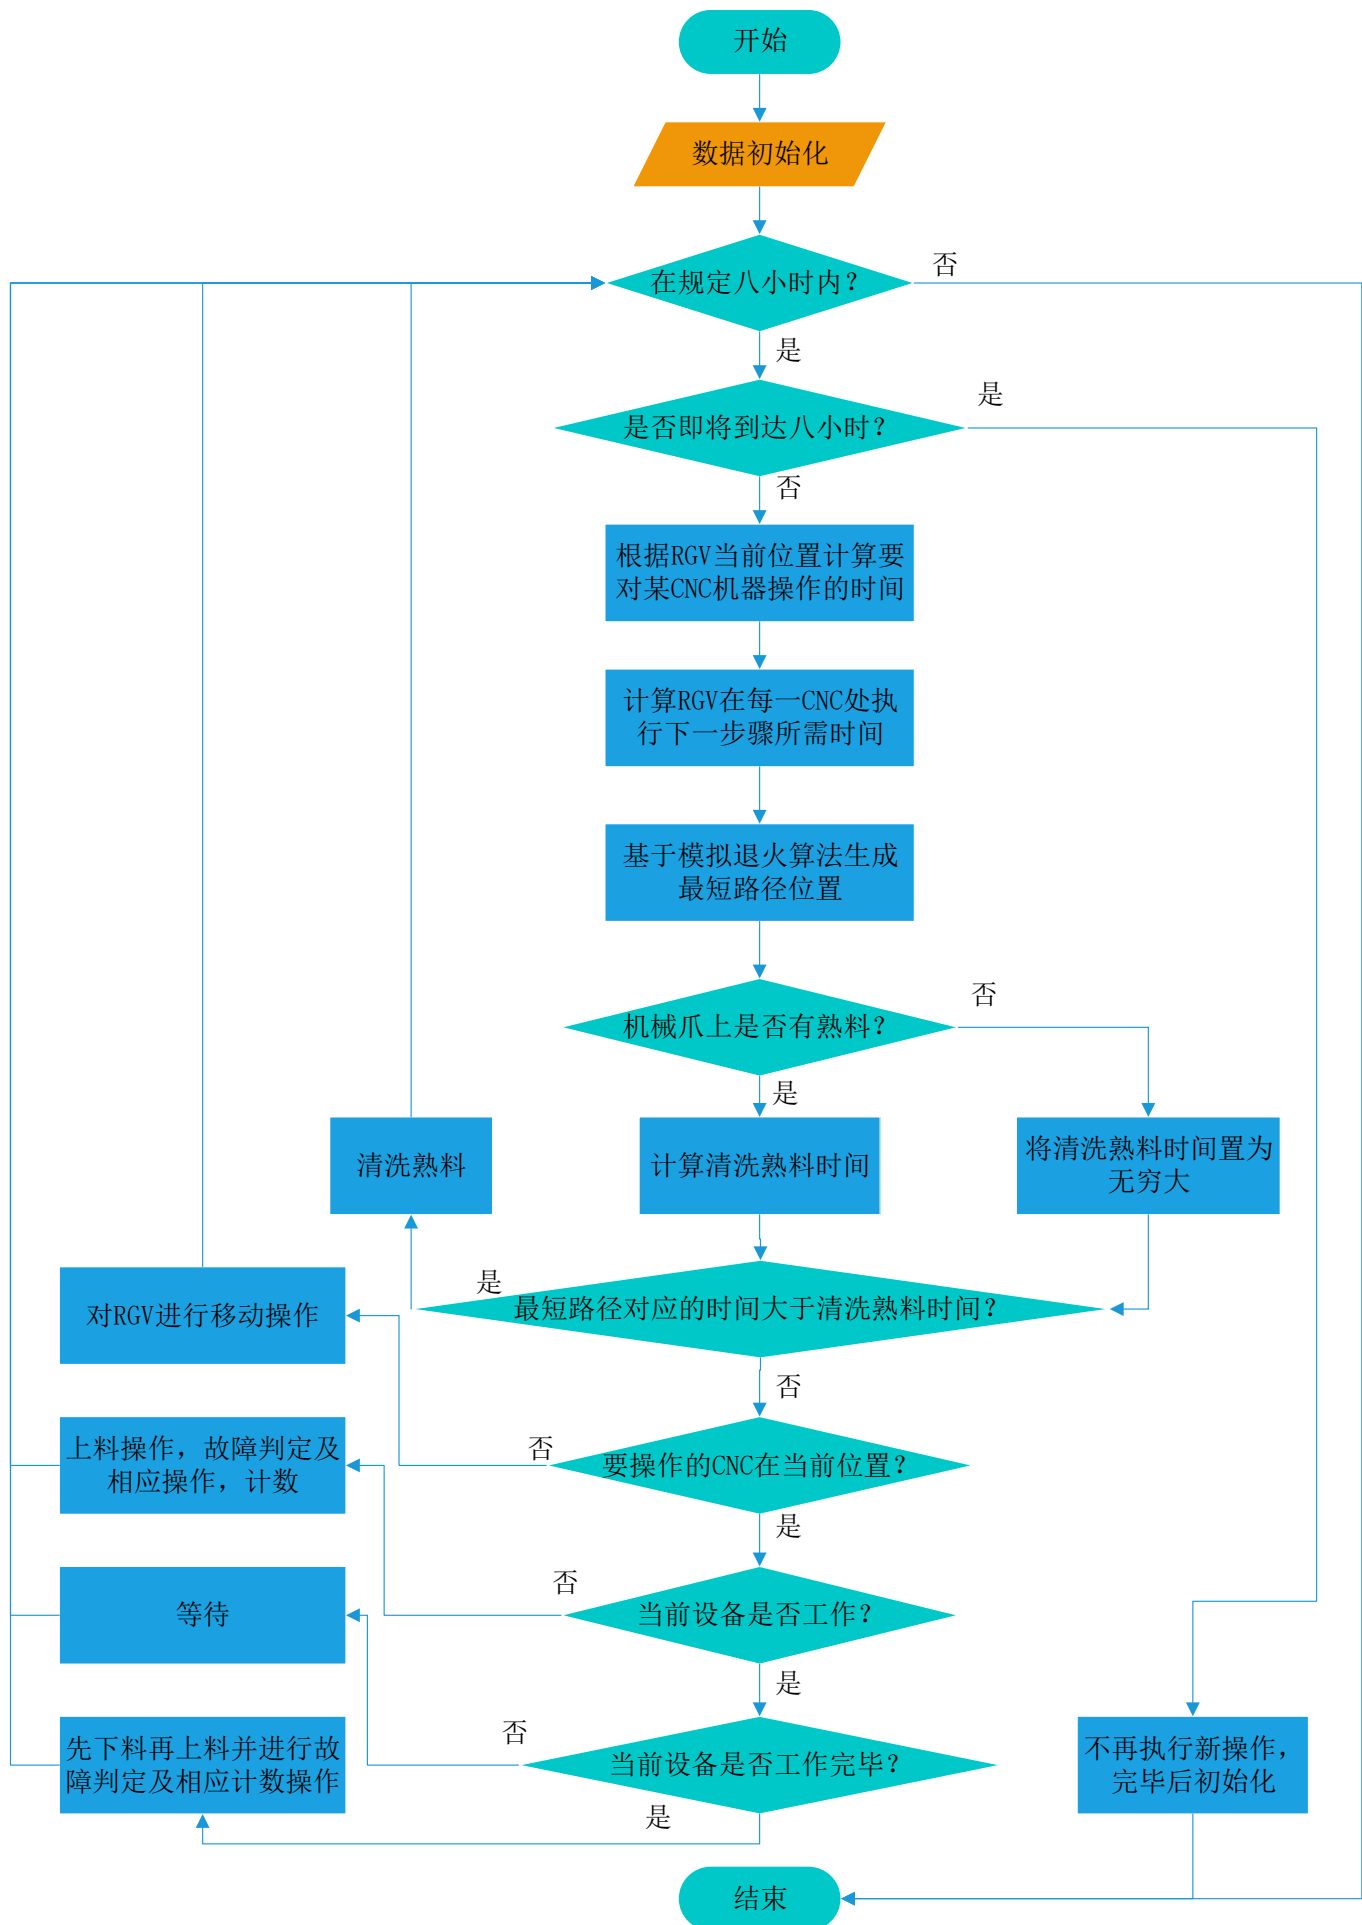 开始
数据初始化
在规定八小时内？
否
是
是否即将到达八小时？
是
否
根据RGV当前位置计算要
对某CNC机器操作的时间
计算RGV在每一CNC处执
行下一步骤所需时间
基于模拟退火算法生成
最短路径位置
机械爪上是否有熟料？
否
是
清洗熟料
计算清洗熟料时间
将清洗熟料时间置为
无穷大
是
最短路径对应的时间大于清洗熟料时间？
对RGV进行移动操作
否
要操作的CNC在当前位置？
否
上料操作，故障判定及
相应操作，计数
是
当前设备是否工作？
否
等待
是
当前设备是否工作完毕？
否
先下料再上料并进行故
障判定及相应计数操作
是
不再执行新操作，
完毕后初始化
结束